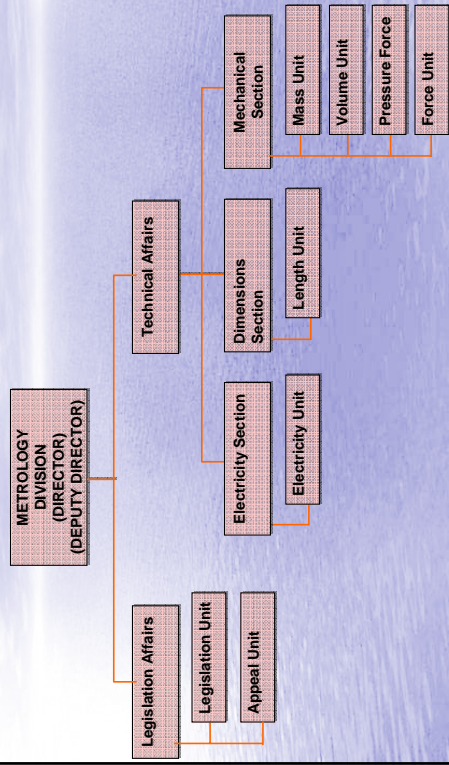 METROLOGY
DIVISION
(DIRECTOR)
(DEPUTY DIRECTOR)
Legislation Affairs
Legislation Unit
Appeal Unit
Technical Affairs
Electricity Section
Electricity Unit
Dimensions
Section
Length Unit
Mechanical
Section
Mass Unit
Volume Unit
Pressure Force
Force Unit